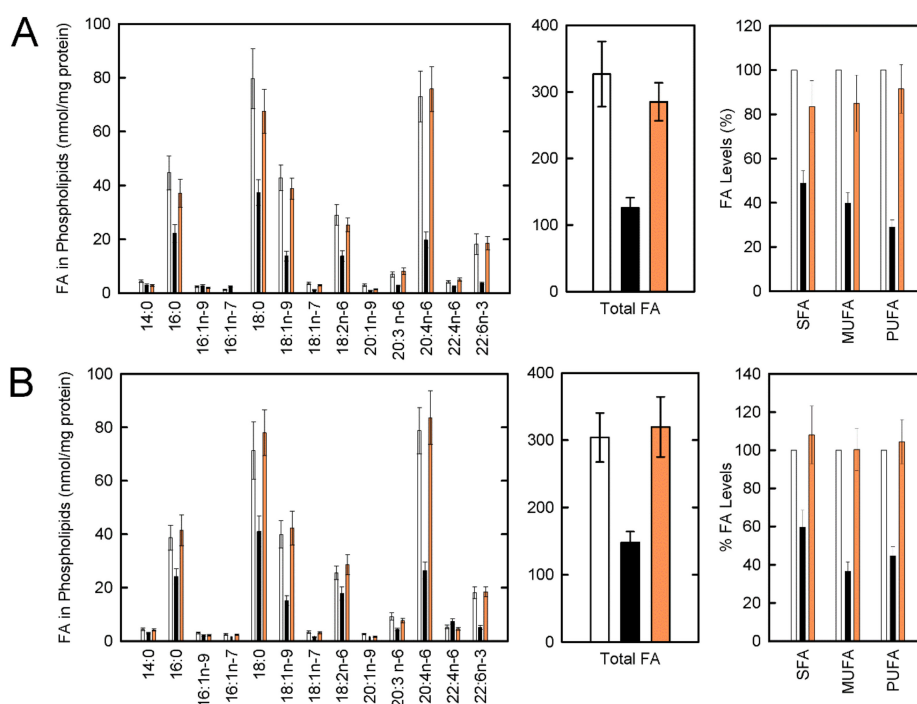 A
FA in Phospholipids (nmol/mg protein)
100
80
60
40
20
0
14:0
16:0
16:1n-9
16:1n-7
18:0
18:1n-9
18:1n-7
18:2n-6
20:1n-9
20:3 n-6
20:4n-6
22:4n-6
22:6n-3
400
300
200
100
0
Total FA
FA Levels (%)
120
100
80
60
40
20
0
SFA
MUFA
PUFA
B
FA in Phospholipids (nmol/mg protein)
100
80
60
40
20
0
14:0
16:0
16:1n-9
16:1n-7
18:0
18:1n-9
18:1n-7
18:2n-6
20:1n-9
20:3 n-6
20:4n-6
22:4n-6
22:6n-3
400
300
200
100
0
Total FA
% FA Levels
140
120
100
80
60
40
20
0
SFA
MUFA
PUFA